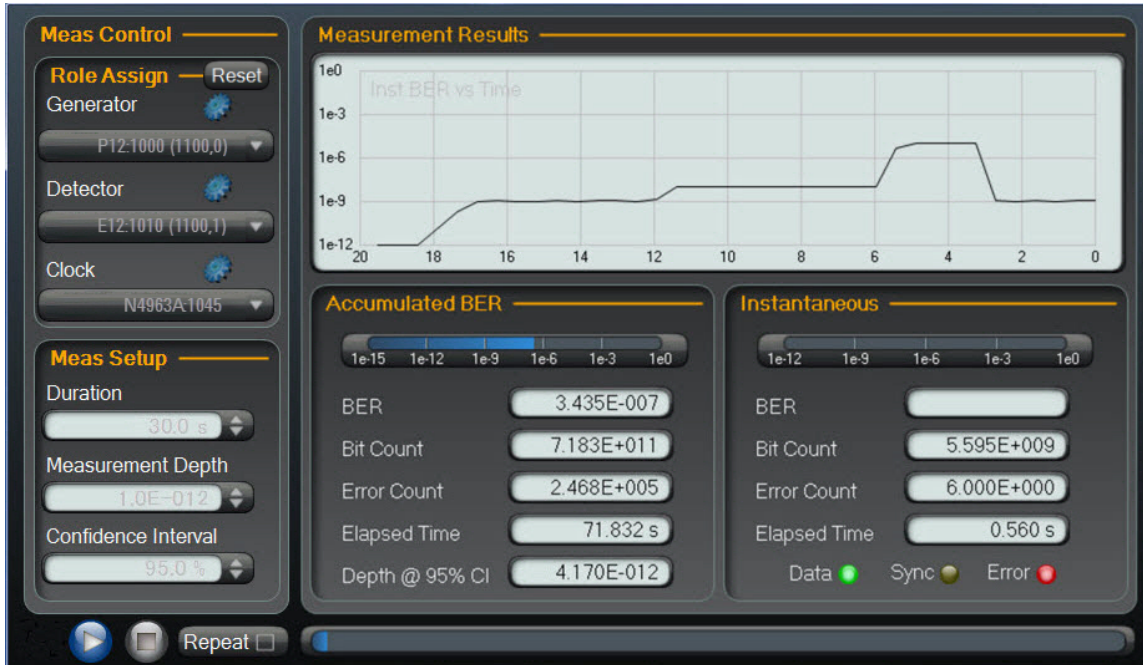 Meas Control
Role Assign
Reset
Generator
P12:1000 (1100,0)
Detector
E12:1010 (1100,1)
Clock
N4963A:1045
Meas Setup
Duration
30.0 s
Measurement Depth
1.0E-012
Confidence Interval
95.0 %
Repeat
Measurement Results
Inst BER vs Time
1e0
1e-3
1e-6
1e-9
1e-12
20 18 16 14 12 10 8 6 4 2 0
Accumulated BER
1e-15 1e-12 1e-9 1e-6 1e-3 1e0
BER 3.435E-007
Bit Count 7.183E+011
Error Count 2.468E+005
Elapsed Time 71.832 s
Depth @ 95% CI 4.170E-012
Instantaneous
1e-12 1e-9 1e-6 1e-3 1e0
BER
Bit Count 5.595E+009
Error Count 6.000E+000
Elapsed Time 0.560 s
Data Sync Error